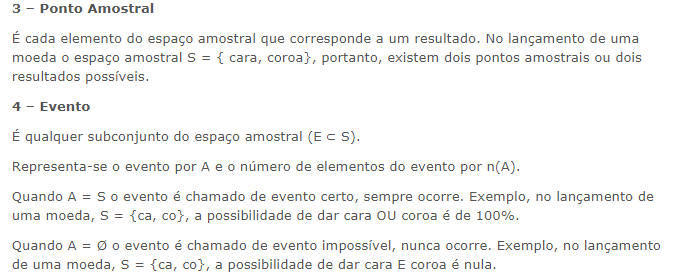 3 – Ponto Amostral
É cada elemento do espaço amostral que corresponde a um resultado. No lançamento de uma
moeda o espaço amostral S = { cara, coroa}, portanto, existem dois pontos amostrais ou dois
resultados possíveis.
4 – Evento
É qualquer subconjunto do espaço amostral (E ⊂ S).
Representa-se o evento por A e o número de elementos do evento por n(A).
Quando A = S o evento é chamado de evento certo, sempre ocorre. Exemplo, no lançamento de
uma moeda, S = {ca, co}, a possibilidade de dar cara OU coroa é de 100%.
Quando A = Ø o evento é chamado de evento impossível, nunca ocorre. Exemplo, no lançamento
de uma moeda, S = {ca, co}, a possibilidade de dar cara E coroa é nula.